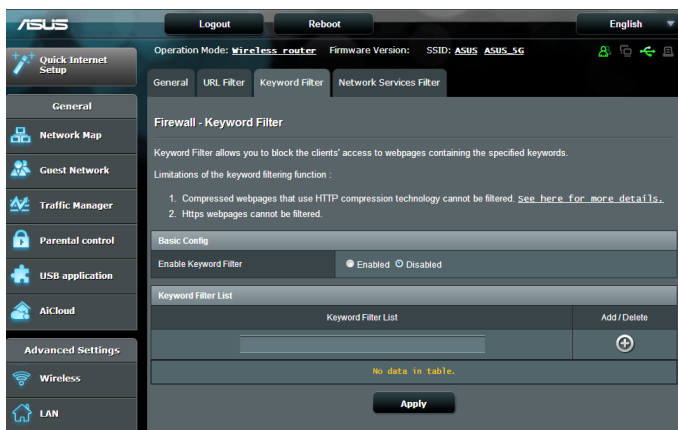 ASUS
Logout Reboot English
Operation Mode: Wireless router Firmware Version: SSID: ASUS ASUS_5G
Quick Internet
Setup
General URL Filter Keyword Filter Network Services Filter
General
Network Map
Guest Network
Traffic Manager
Parental control
USB application
AiCloud
Advanced Settings
Wireless
LAN
Firewall - Keyword Filter
Keyword Filter allows you to block the clients' access to webpages containing the specified keywords.
Limitations of the keyword filtering function :
1. Compressed webpages that use HTTP compression technology cannot be filtered. See here for more details.
2. Https webpages cannot be filtered.
Basic Config
Enable Keyword Filter Enabled Disabled
Keyword Filter List
Keyword Filter List Add / Delete
No data in table.
Apply